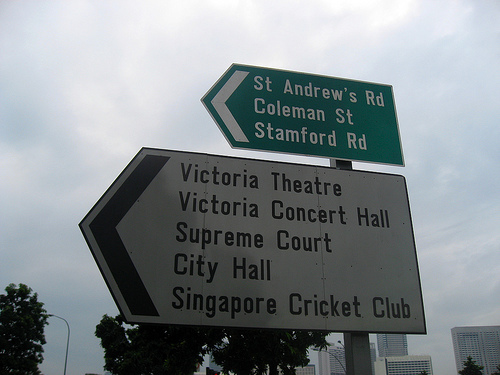 St Andrew's Rd
Coleman St
Stamford Rd
Victoria Theatre
Victoria Concert Hall
Supreme Court
City Hall
Singapore Cricket Club